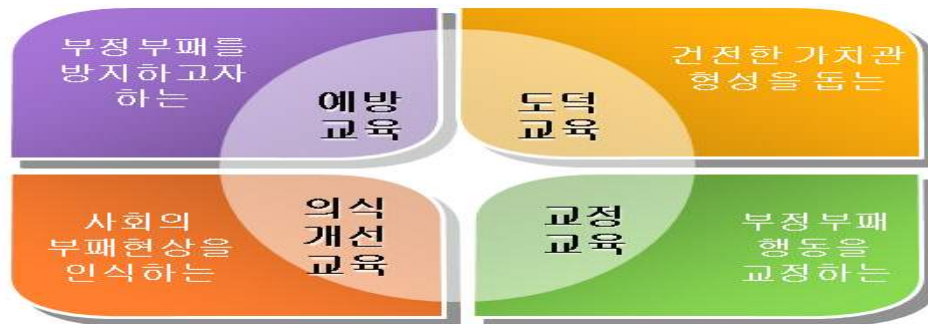 부정부패를
방지하고자
하는
예방
교육
도덕
교육
건전한 가치관
형성을 돕는
사회의
부패현상을
인식하는
의식
개선
교육
교정
교육
부정부패
행동을
교정하는